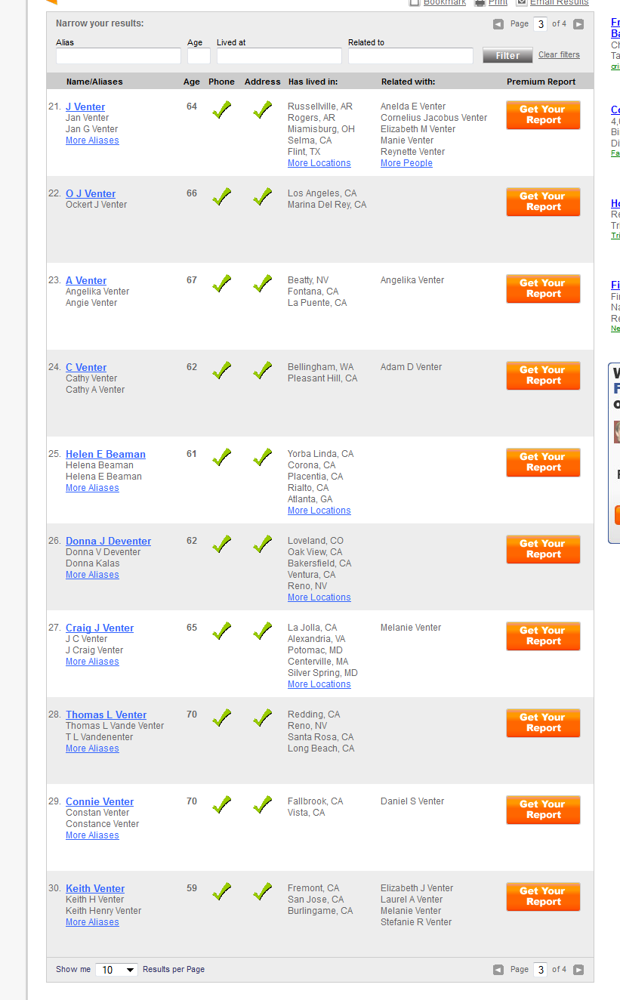 Bookmark Print Email Results
Narrow your results:
Page 3 of 4
Alias Age Lived at Related to
Filter Clear filters
Name/Aliases Age Phone Address Has lived in: Related with: Premium Report
21. J Venter 64 Russellville, AR Anelda E Venter Get Your
Jan Venter Rogers, AR Cornelius Jacobus Venter Report
Jan G Venter Miamisburg, OH Elizabeth M Venter
More Aliases Selma, CA Manie Venter
Flint, TX Reynette Venter
More Locations More People
22. O J Venter 66 Los Angeles, CA Get Your
Ockert J Venter Marina Del Rey, CA Report
23. A Venter 67 Beatty, NV Angelika Venter Get Your
Angelika Venter Fontana, CA Report
Angie Venter La Puente, CA
24. C Venter 62 Bellingham, WA Adam D Venter Get Your
Cathy Venter Pleasant Hill, CA Report
Cathy A Venter
25. Helen E Beaman 61 Yorba Linda, CA Get Your
Helena Beaman Corona, CA Report
Helena E Beaman Placentia, CA
More Aliases Rialto, CA
Atlanta, GA
More Locations
26. Donna J Deventer 62 Loveland, CO Get Your
Donna V Deventer Oak View, CA Report
Donna Kalas Bakersfield, CA
More Aliases Ventura, CA
Reno, NV
More Locations
27. Craig J Venter 65 La Jolla, CA Melanie Venter Get Your
J C Venter Alexandria, VA Report
J Craig Venter Potomac, MD
More Aliases Centerville, MA
Silver Spring, MD
More Locations
28. Thomas L Venter 70 Redding, CA Get Your
Thomas L Vande Venter Reno, NV Report
T L Vandenenter Santa Rosa, CA
More Aliases Long Beach, CA
29. Connie Venter 70 Fallbrook, CA Daniel S Venter Get Your
Constan Venter Vista, CA Report
Constance Venter
More Aliases
30. Keith Venter 59 Fremont, CA Elizabeth J Venter Get Your
Keith H Venter San Jose, CA Laurel A Venter Report
Keith Henry Venter Burlingame, CA Melanie Venter
More Aliases Stefanie R Venter
Show me 10 Results per Page Page 3 of 4